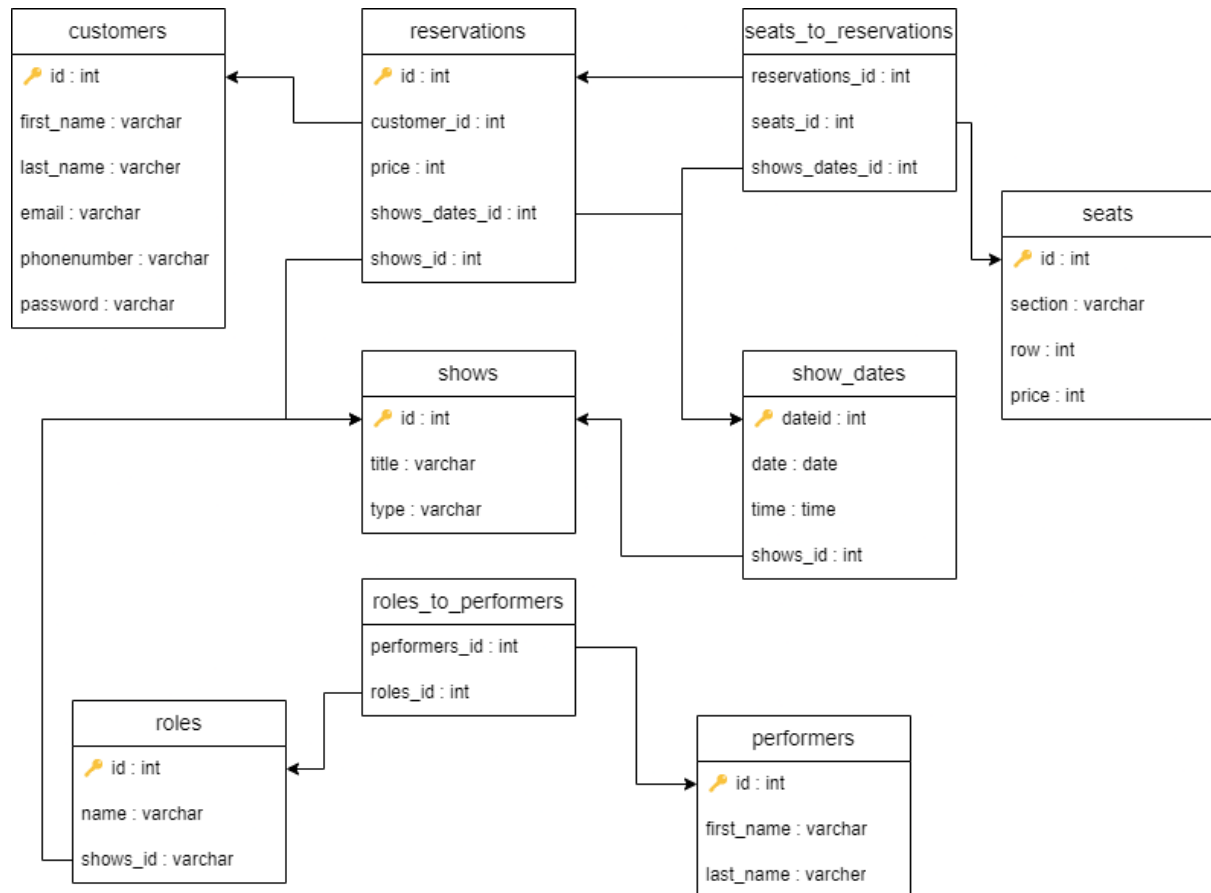 customers
id : int
first_name : varchar
last_name : varcher
email : varchar
phonenumber : varchar
password : varchar
reservations
id : int
customer_id : int
price : int
shows_dates_id : int
shows_id : int
seats_to_reservations
reservations_id : int
seats_id : int
shows_dates_id : int
seats
id : int
section : varchar
row : int
price : int
shows
id : int
title : varchar
type : varchar
show_dates
dateid : int
date : date
time : time
shows_id : int
roles_to_performers
performers_id : int
roles_id : int
roles
id : int
name : varchar
shows_id : varchar
performers
id : int
first_name : varchar
last_name : varcher